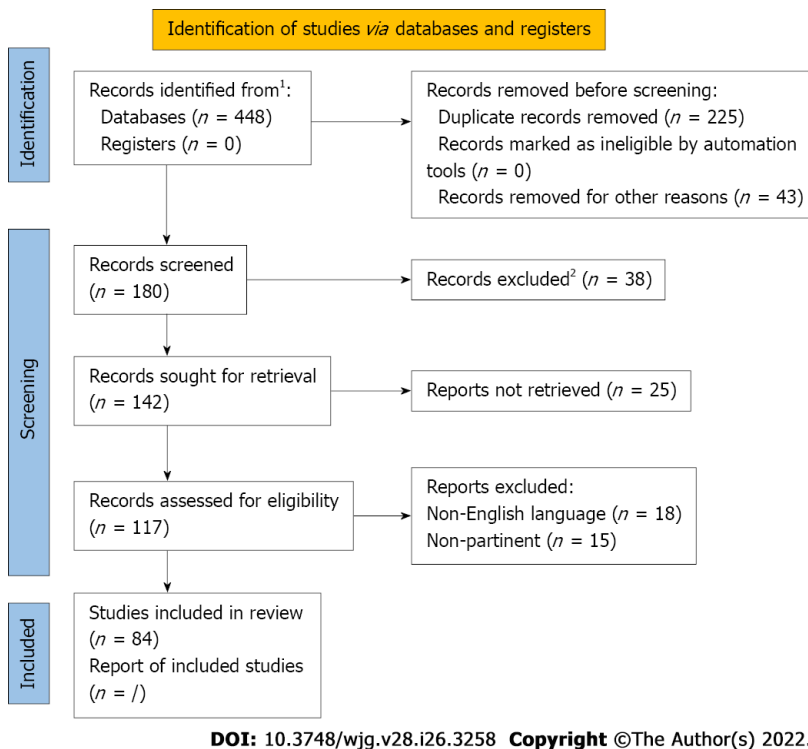 Identification of studies via databases and registers
Identification
Records identified from1:
Databases (n = 448)
Registers (n = 0)
Records removed before screening:
Duplicate records removed (n = 225)
Records marked as ineligible by automation
tools (n = 0)
Records removed for other reasons (n = 43)
Screening
Records screened
(n = 180)
Records excluded2 (n = 38)
Records sought for retrieval
(n = 142)
Reports not retrieved (n = 25)
Records assessed for eligibility
(n = 117)
Reports excluded:
Non-English language (n = 18)
Non-partinent (n = 15)
Included
Studies included in review
(n = 84)
Report of included studies
(n = /)
DOI: 10.3748/wjg.v28.i26.3258 Copyright ©The Author(s) 2022.